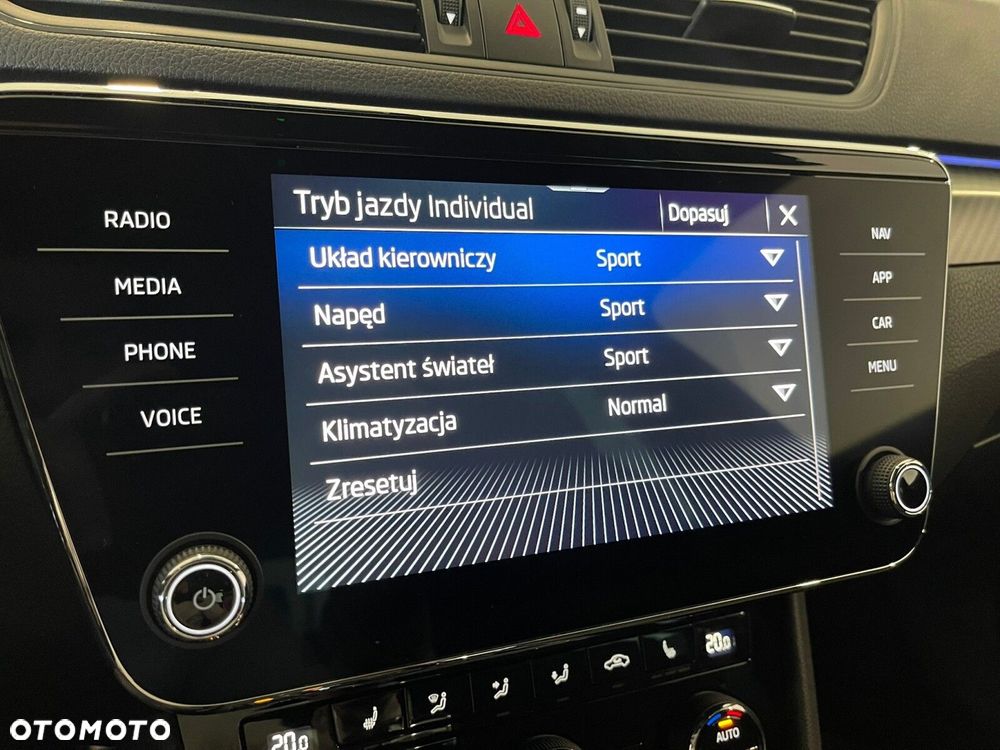 RADIO
MEDIA
PHONE
VOICE
Tryb jazdy Individual
Dopasuj
Układ kierowniczy Sport
Napęd Sport
Asystent świateł Sport
Klimatyzacja Normal
Zresetuj
NAV
APP
CAR
MENU
20.0
20.0
AUTO
OTOMOTO